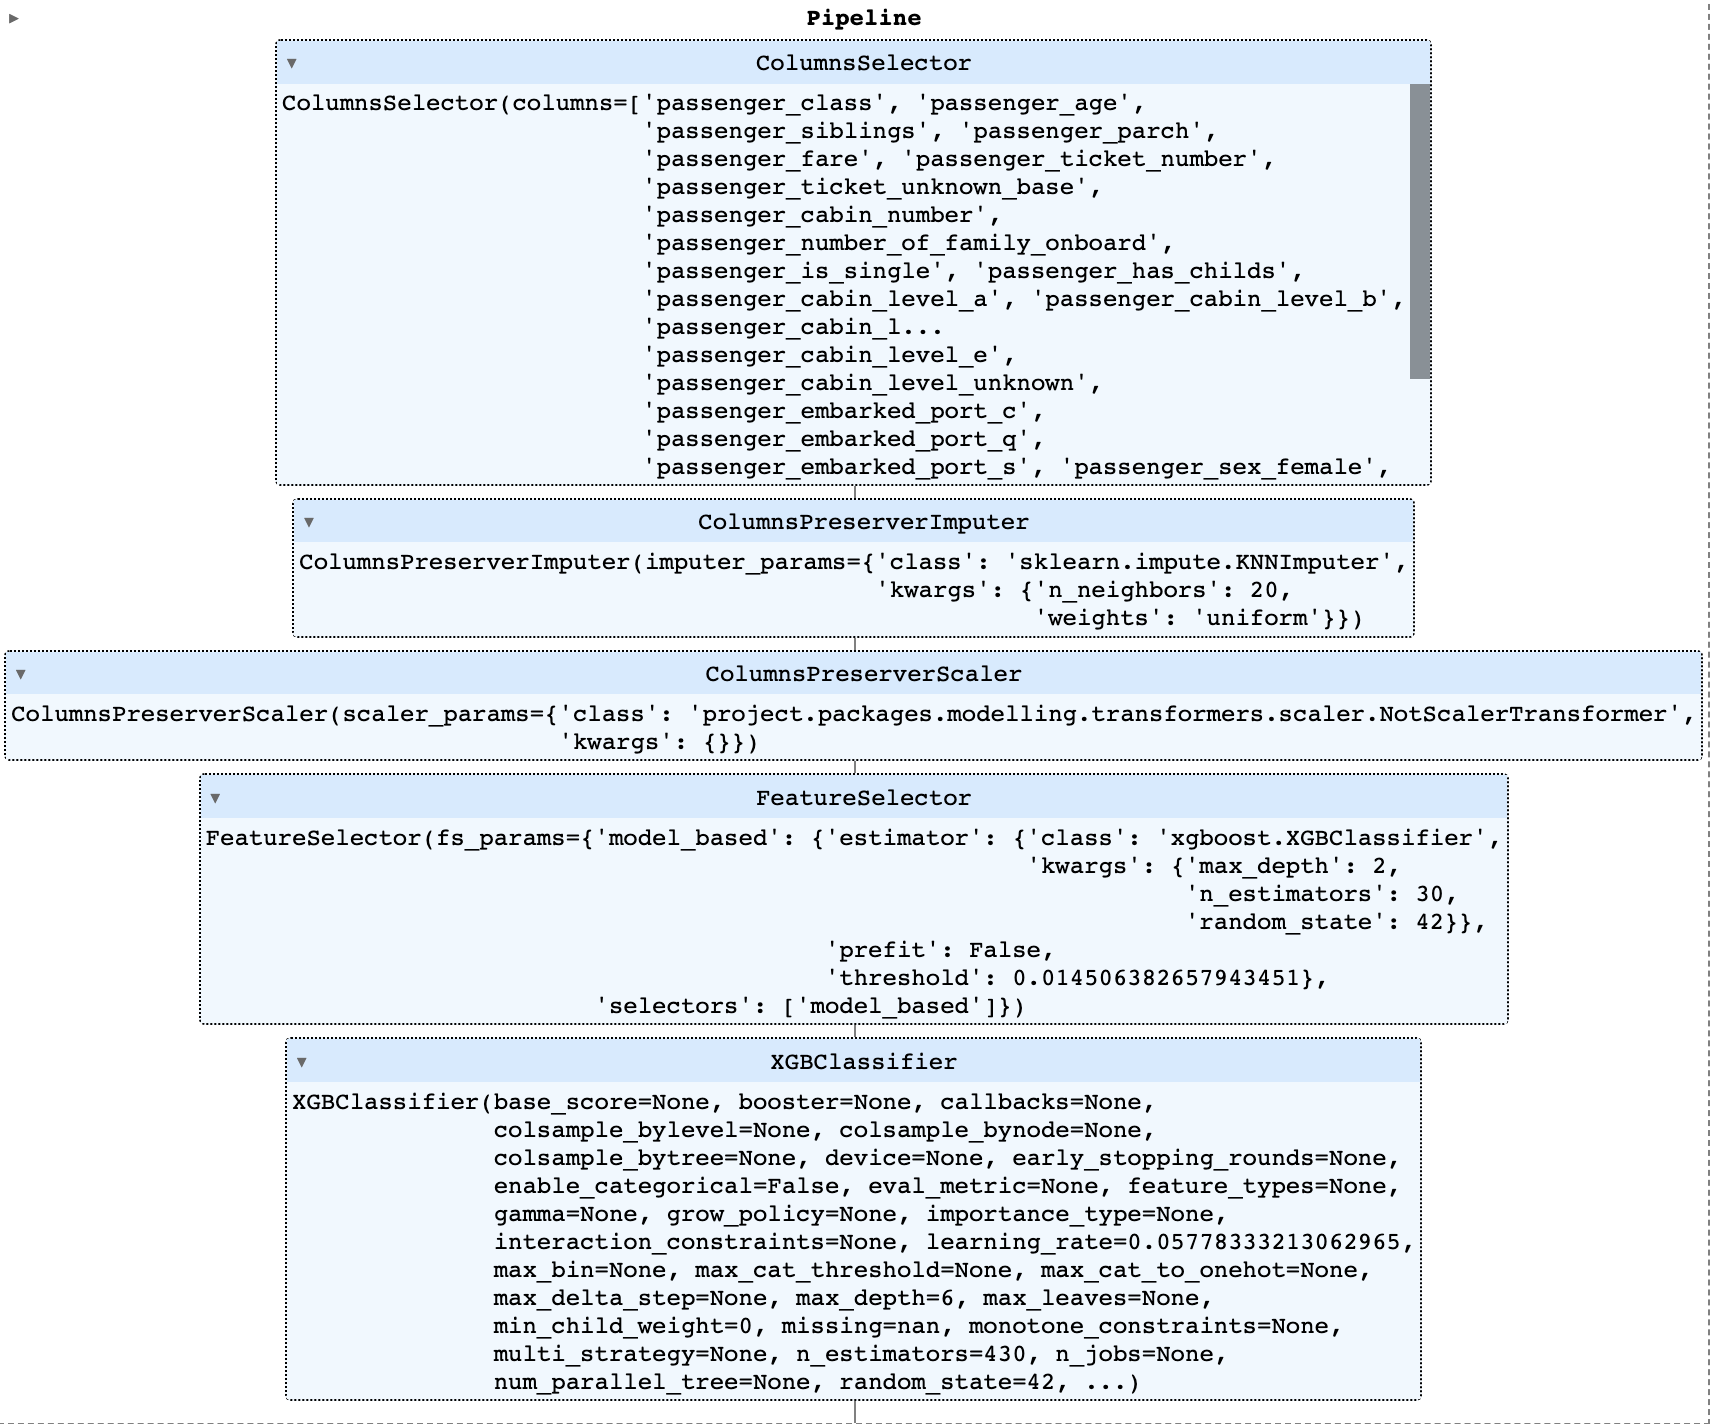 Pipeline
ColumnsSelector
ColumnsSelector(columns=['passenger_class', 'passenger_age',
'passenger_siblings', 'passenger_parch',
'passenger_fare', 'passenger_ticket_number',
'passenger_ticket_unknown_base',
'passenger_cabin_number',
'passenger_number_of_family_onboard',
'passenger_is_single', 'passenger_has_childs',
'passenger_cabin_level_a', 'passenger_cabin_level_b',
'passenger_cabin_l...
'passenger_cabin_level_e',
'passenger_cabin_level_unknown',
'passenger_embarked_port_c',
'passenger_embarked_port_q',
'passenger_embarked_port_s', 'passenger_sex_female',
ColumnsPreserverImputer
ColumnsPreserverImputer(imputer_params={'class': 'sklearn.impute.KNNImputer',
'kwargs': {'n_neighbors': 20,
'weights': 'uniform'}})
ColumnsPreserverScaler
ColumnsPreserverScaler(scaler_params={'class': 'project.packages.modelling.transformers.scaler.NotScalerTransformer',
'kwargs': {}})
FeatureSelector
FeatureSelector(fs_params={'model_based': {'estimator': {'class': 'xgboost.XGBClassifier',
'kwargs': {'max_depth': 2,
'n_estimators': 30,
'random_state': 42}},
'prefit': False,
'threshold': 0.014506382657943451},
'selectors': ['model_based']})
XGBClassifier
XGBClassifier(base_score=None, booster=None, callbacks=None,
colsample_bylevel=None, colsample_bynode=None,
colsample_bytree=None, device=None, early_stopping_rounds=None,
enable_categorical=False, eval_metric=None, feature_types=None,
gamma=None, grow_policy=None, importance_type=None,
interaction_constraints=None, learning_rate=0.05778333213062965,
max_bin=None, max_cat_threshold=None, max_cat_to_onehot=None,
max_delta_step=None, max_depth=6, max_leaves=None,
min_child_weight=0, missing=nan, monotone_constraints=None,
multi_strategy=None, n_estimators=430, n_jobs=None,
num_parallel_tree=None, random_state=42, ...)